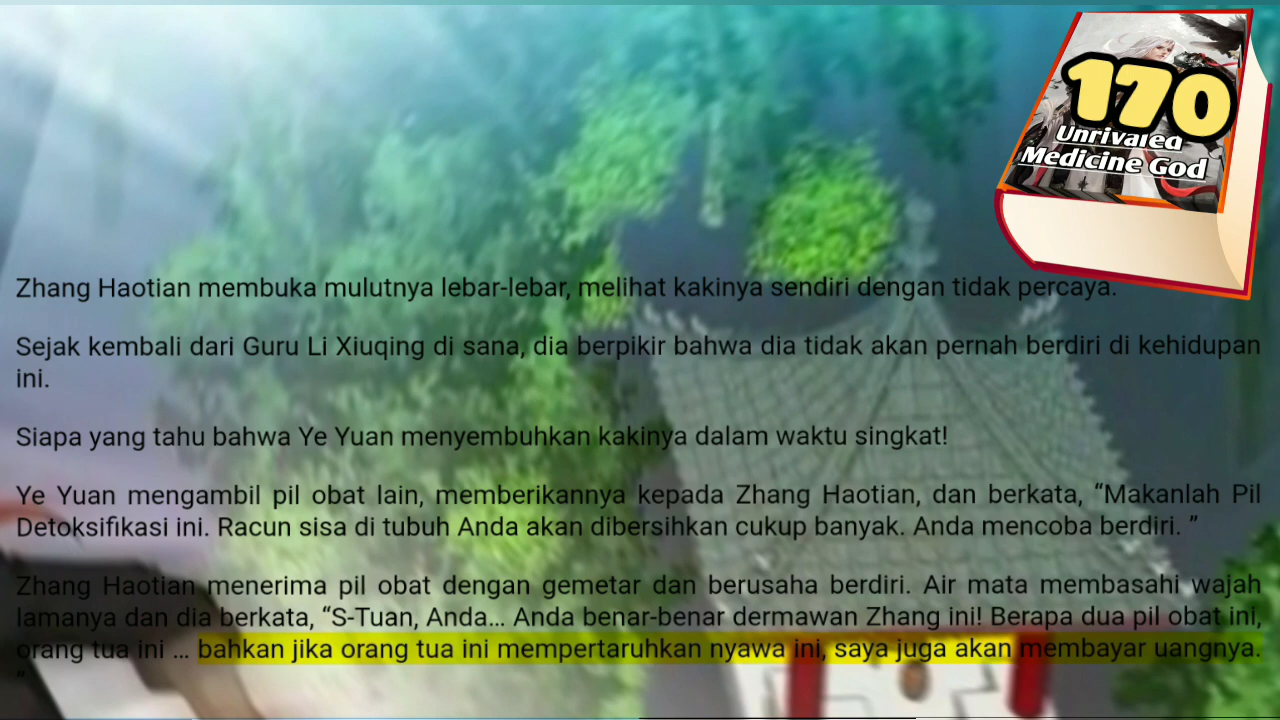 170
Unrivaled
Medicine God
Zhang Haotian membuka mulutnya lebar-lebar, melihat kakinya sendiri dengan tidak percaya.
Sejak kembali dari Guru Li Xiuqing di sana, dia berpikir bahwa dia tidak akan pernah berdiri di kehidupan
ini.
Siapa yang tahu bahwa Ye Yuan menyembuhkan kakinya dalam waktu singkat!
Ye Yuan mengambil pil obat lain, memberikannya kepada Zhang Haotian, dan berkata, “Makanlah Pil
Detoksifikasi ini. Racun sisa di tubuh Anda akan dibersihkan cukup banyak. Anda mencoba berdiri. ”
Zhang Haotian menerima pil obat dengan gemetar dan berusaha berdiri. Air mata membasahi wajah
lamanya dan dia berkata, “S-Tuan, Anda… Anda benar-benar dermawan Zhang ini! Berapa dua pil obat ini,
orang tua ini … bahkan jika orang tua ini mempertaruhkan nyawa ini, saya juga akan membayar uangnya.
”